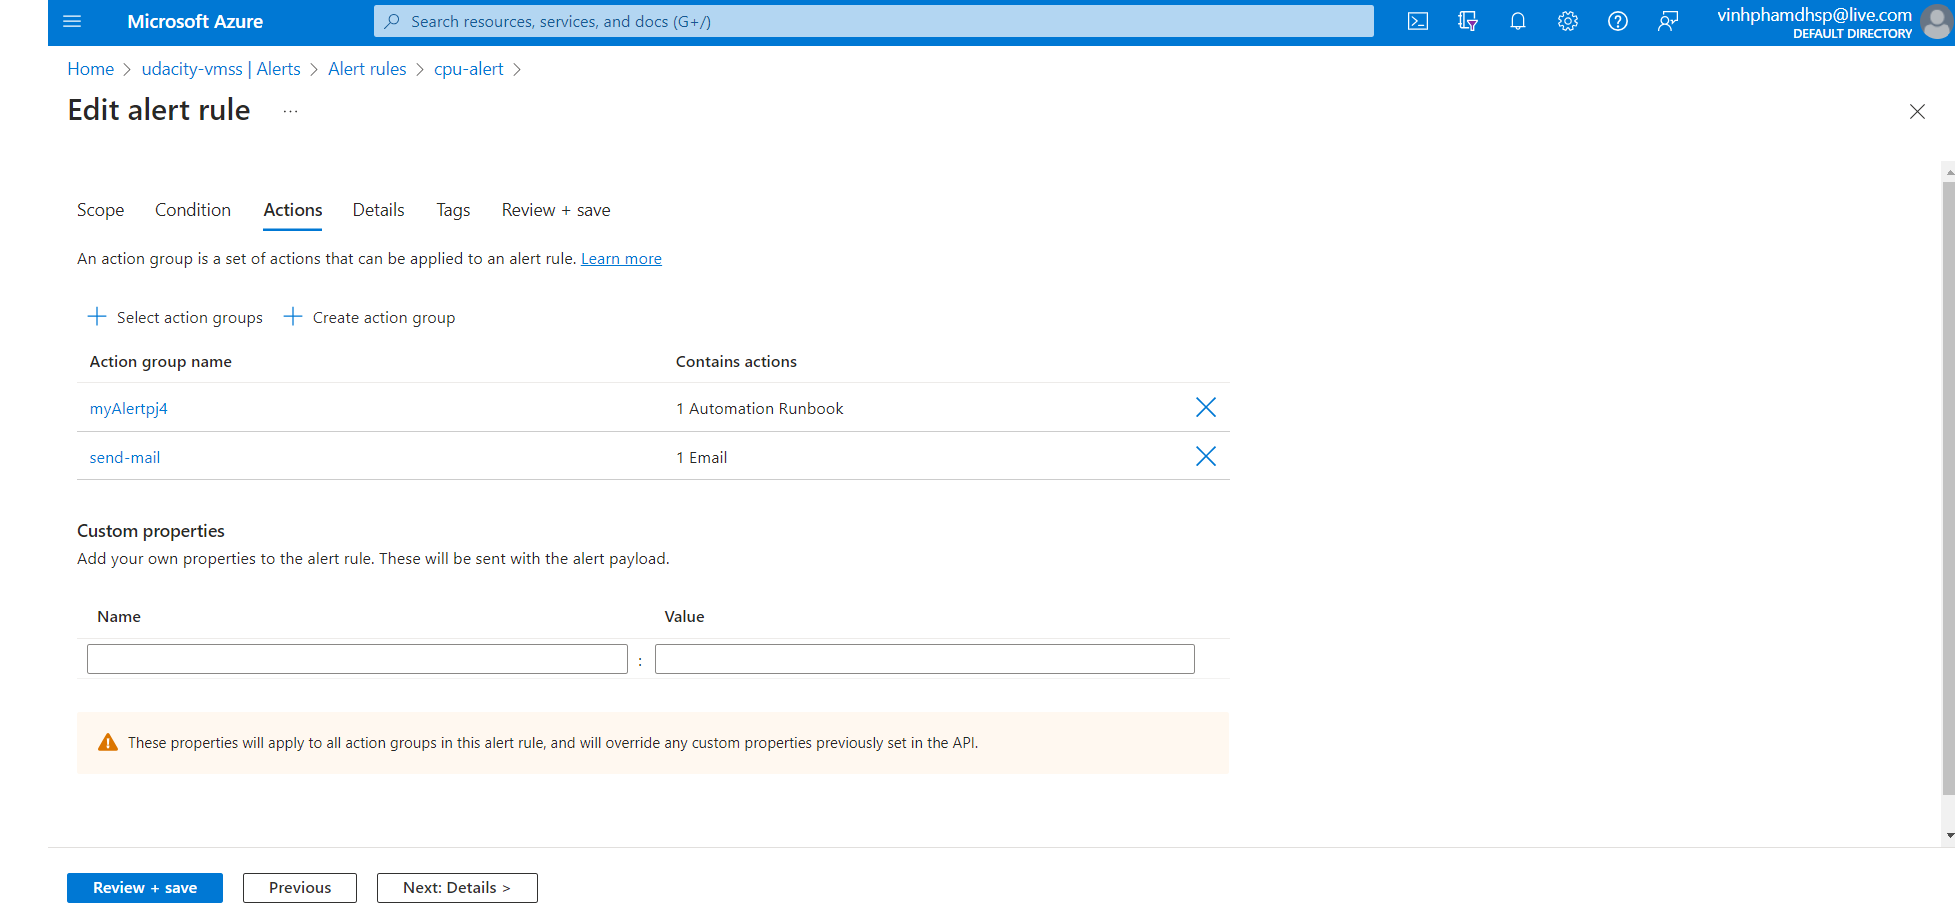 Microsoft Azure
Search resources, services, and docs (G+/)
vinhphamdhsp@live.com
DEFAULT DIRECTORY
Home > udacity-vmss | Alerts > Alert rules > cpu-alert >
Edit alert rule ...
Scope Condition Actions Details Tags Review + save
An action group is a set of actions that can be applied to an alert rule. Learn more
+ Select action groups + Create action group
Action group name Contains actions
myAlertpj4 1 Automation Runbook
send-mail 1 Email
Custom properties
Add your own properties to the alert rule. These will be sent with the alert payload.
Name Value
:
These properties will apply to all action groups in this alert rule, and will override any custom properties previously set in the API.
Review + save Previous Next: Details >